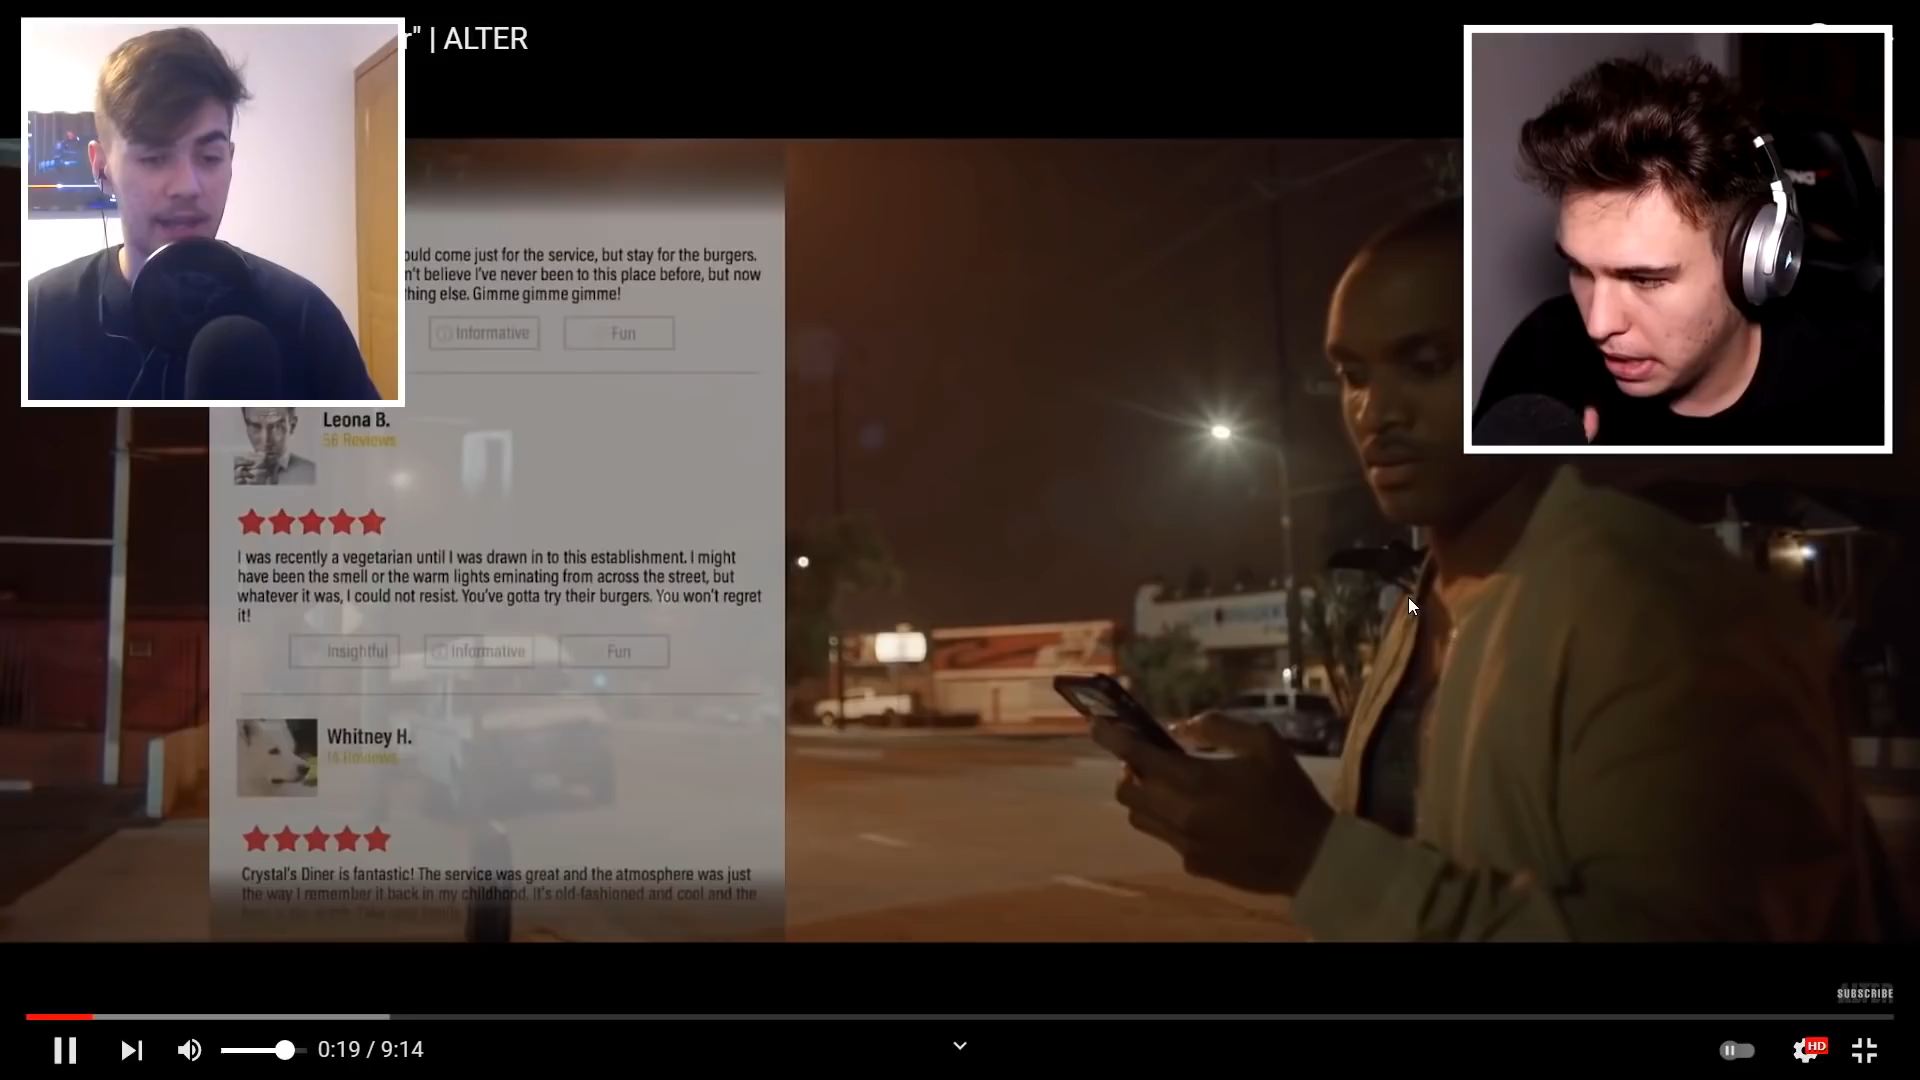 r" | ALTER
ould come just for the service, but stay for the burgers.
n't believe I've never been to this place before, but now
thing else. Gimme gimme gimme!
Informative
Fun
Leona B.
56 Reviews
I was recently a vegetarian until I was drawn in to this establishment. I might
have been the smell or the warm lights eminating from across the street, but
whatever it was, I could not resist. You've gotta try their burgers. You won't regret
it!
Insightful
Informative
Fun
Whitney H.
Reviews
Crystal's Diner is fantastic! The service was great and the atmosphere was just
the way I remember it back in my childhood. It's old-fashioned and cool and the
ALTER
SUBSCRIBE
0:19 / 9:14
HD